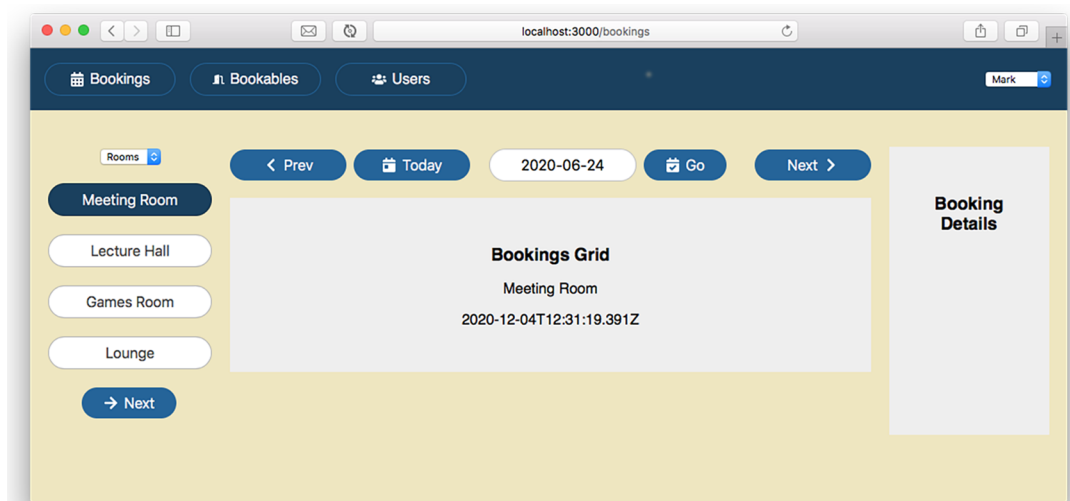 localhost:3000/bookings
Bookings
Bookables
Users
Mark
Rooms
Meeting Room
Lecture Hall
Games Room
Lounge
Next
Prev
Today
2020-06-24
Go
Next
Bookings Grid
Meeting Room
2020-12-04T12:31:19.391Z
Booking
Details